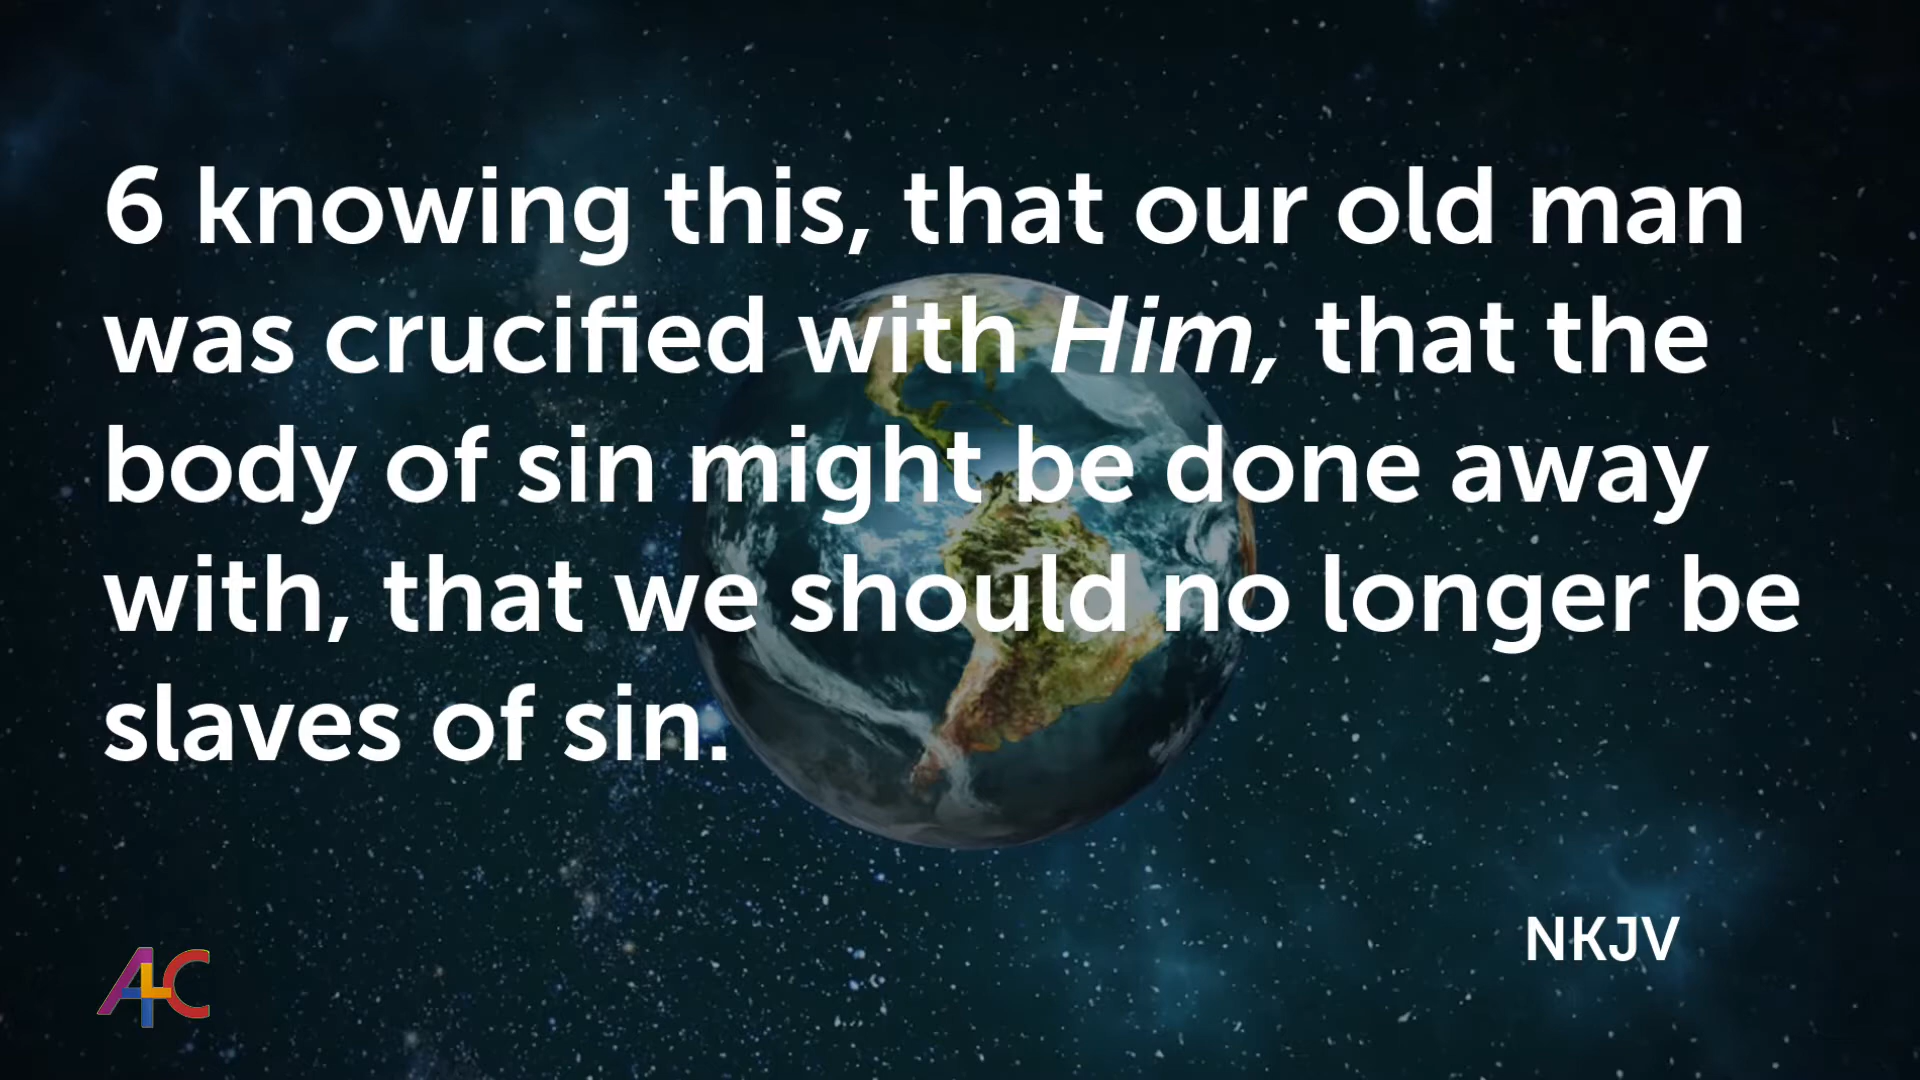 6 knowing this, that our old man
was crucified with Him, that the
body of sin might be done away
with, that we should no longer be
slaves of sin.
NKJV
A4C